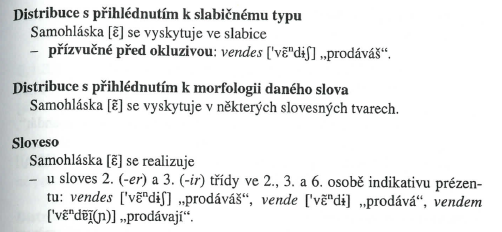 Distribuce s přihlédnutím k slabičnému typu
Samohláska [ẽ] se vyskytuje ve slabice
– přízvučné před okluzivou: vendes ['vẽⁿdɨʃ] „prodáváš“.
Distribuce s přihlédnutím k morfologii daného slova
Samohláska [ẽ] se vyskytuje v některých slovesných tvarech.
Sloveso
Samohláska [ẽ] se realizuje
– u sloves 2. (-er) a 3. (-ir) třídy ve 2., 3. a 6. osobě indikativu prézen-
tu: vendes ['vẽⁿdɨʃ] „prodáváš“, vende ['vẽⁿdɨ] „prodává“, vendem
['vẽⁿdẽĩ̯(n)] „prodávají“.